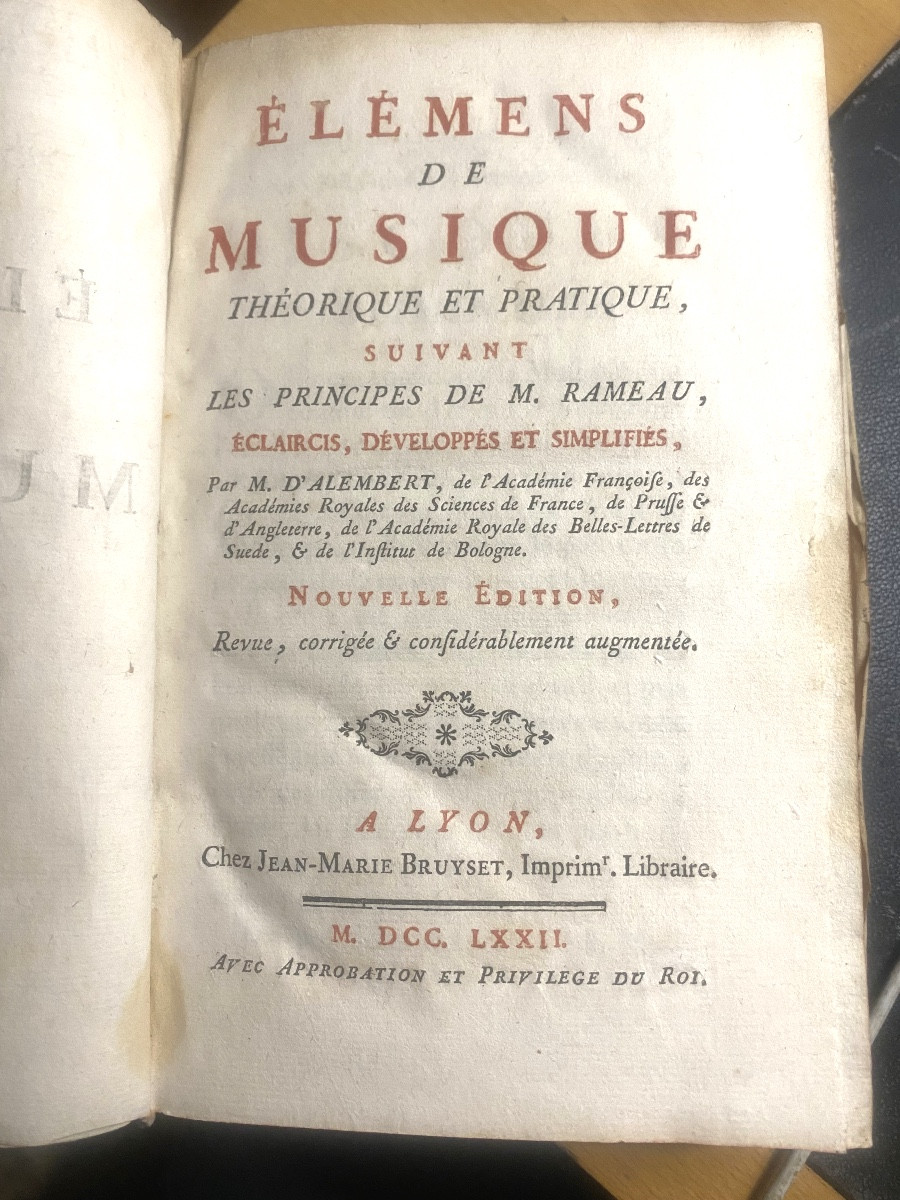 ÉLÉMENS
DE
MUSIQUE
THÉORIQUE ET PRATIQUE,
SUIVANT
LES PRINCIPES DE M. RAMEAU,
ÉCLAIRCIS, DÉVELOPPÉS ET SIMPLIFIÉS,
Par M. D'ALEMBERT, de l'Académie Françoiſe, des
Académies Royales des Sciences de France, de Pruſſe &
d'Angleterre, de l'Académie Royale des Belles-Lettres de
Suede, & de l'Inſtitut de Bologne.
NOUVELLE ÉDITION,
Revue, corrigée & conſidérablement augmentée.
A LYON,
Chez JEAN-MARIE BRUYSET, Imprimr. Libraire.
M. DCC. LXXII.
AVEC APPROBATION ET PRIVILEGE DU ROI.